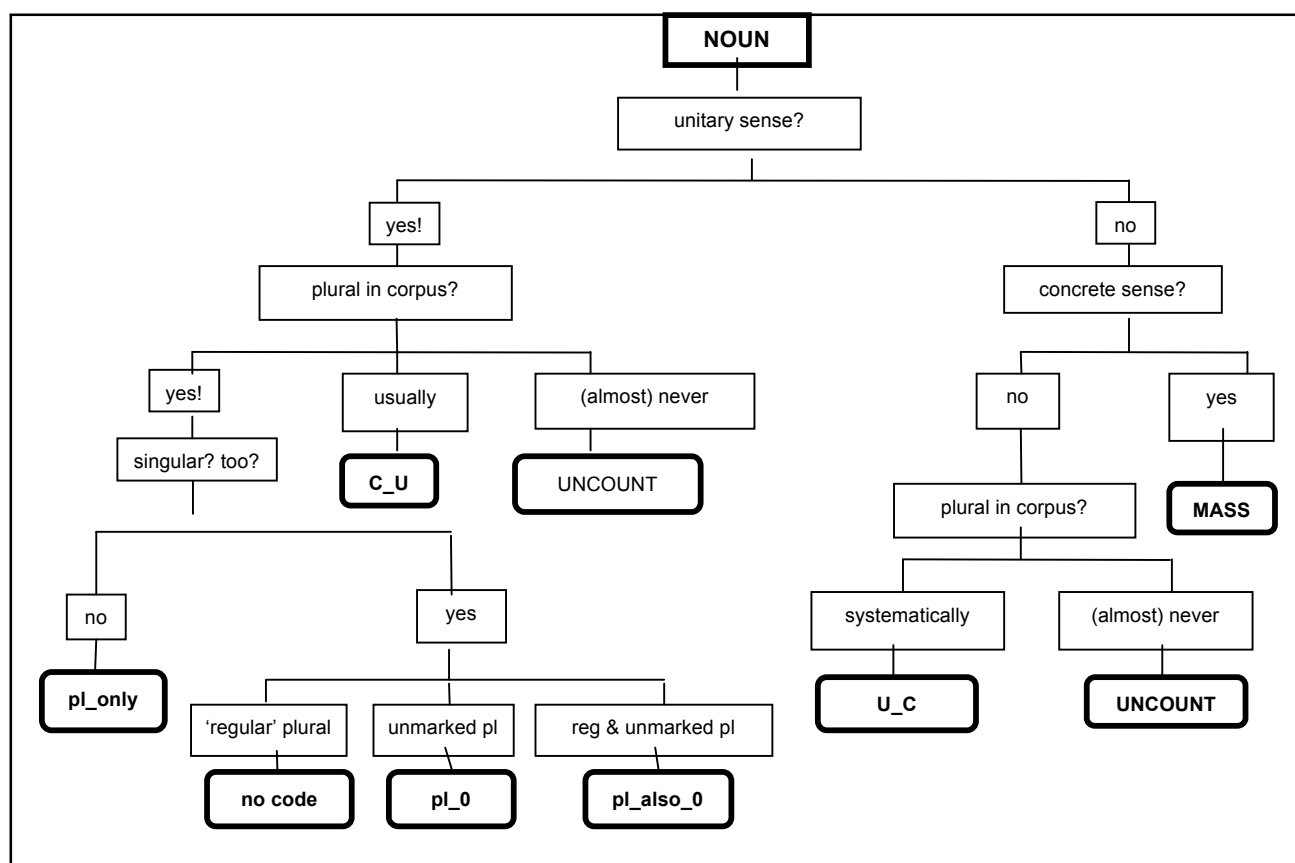 NOUN
unitary sense?
yes!
no
plural in corpus?
concrete sense?
yes!
usually
(almost) never
no
yes
singular? too?
C_U
UNCOUNT
plural in corpus?
MASS
no
yes
systematically
(almost) never
pl_only
‘regular’ plural
unmarked pl
reg & unmarked pl
U_C
UNCOUNT
no code
pl_0
pl_also_0